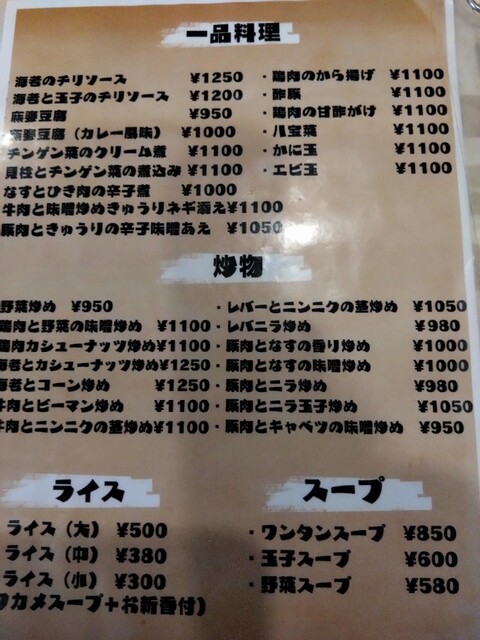 一品料理
・海老のチリソース ¥1250
海老と玉子のチリソース ¥1200
麻婆豆腐 ¥950
麻婆豆腐（カレー風味） ¥1000
チンゲン菜のクリーム煮 ¥1100
貝柱とチンゲン菜の煮込み ¥1100
なすとひき肉の辛子煮 ¥1000
牛肉と味噌炒めきゅうりネギ添え¥1100
豚肉ときゅうりの辛子味噌あえ ¥1050
・鶏肉のから揚げ ¥1100
・酢豚 ¥1100
・鶏肉の甘酢がけ ¥1100
・八宝菜 ¥1100
・かに玉 ¥1100
・エビ玉 ¥1100
炒物
野菜炒め ¥950
鶏肉と野菜の味噌炒め ¥1100
鶏肉カシューナッツ炒め¥1100
海老とカシューナッツ炒め¥1250
海老とコーン炒め ¥1250
牛肉とピーマン炒め ¥1100
牛肉とニンニクの茎炒め¥1100
・レバーとニンニクの茎炒め ¥1050
・レバニラ炒め ¥980
・豚肉となすの香り炒め ¥1000
・豚肉となすの味噌炒め ¥1000
・豚肉とニラ炒め ¥980
・豚肉とニラ玉子炒め ¥1050
・豚肉とキャベツの味噌炒め ¥950
ライス
ライス（大） ¥500
ライス（中） ¥380
ライス（小） ¥300
ワカメスープ＋お新香付）
スープ
・ワンタンスープ ¥850
・玉子スープ ¥600
・野菜スープ ¥580